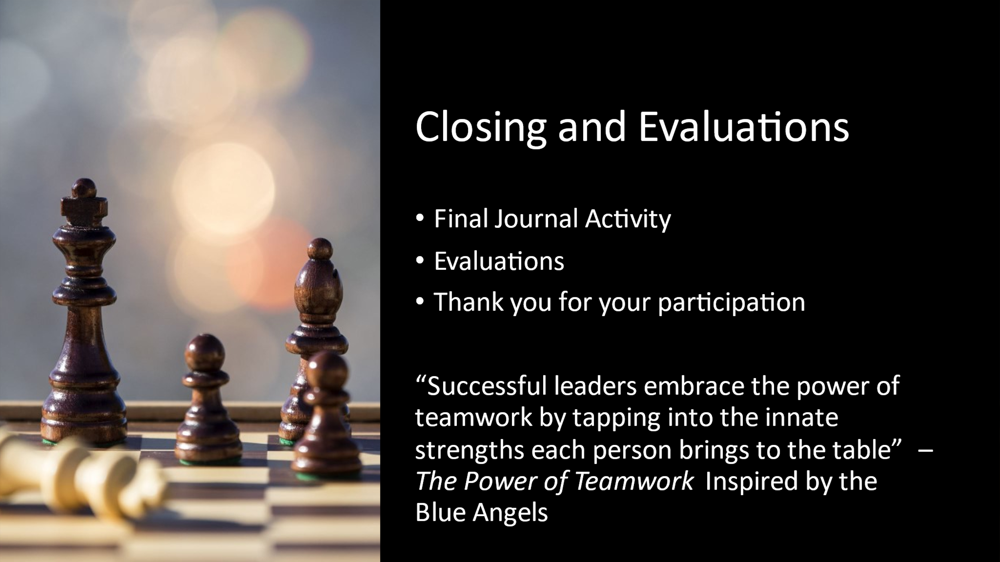 Closing and Evaluations
• Final Journal Activity
• Evaluations
• Thank you for your participation
“Successful leaders embrace the power of
teamwork by tapping into the innate
strengths each person brings to the table” –
The Power of Teamwork Inspired by the
Blue Angels